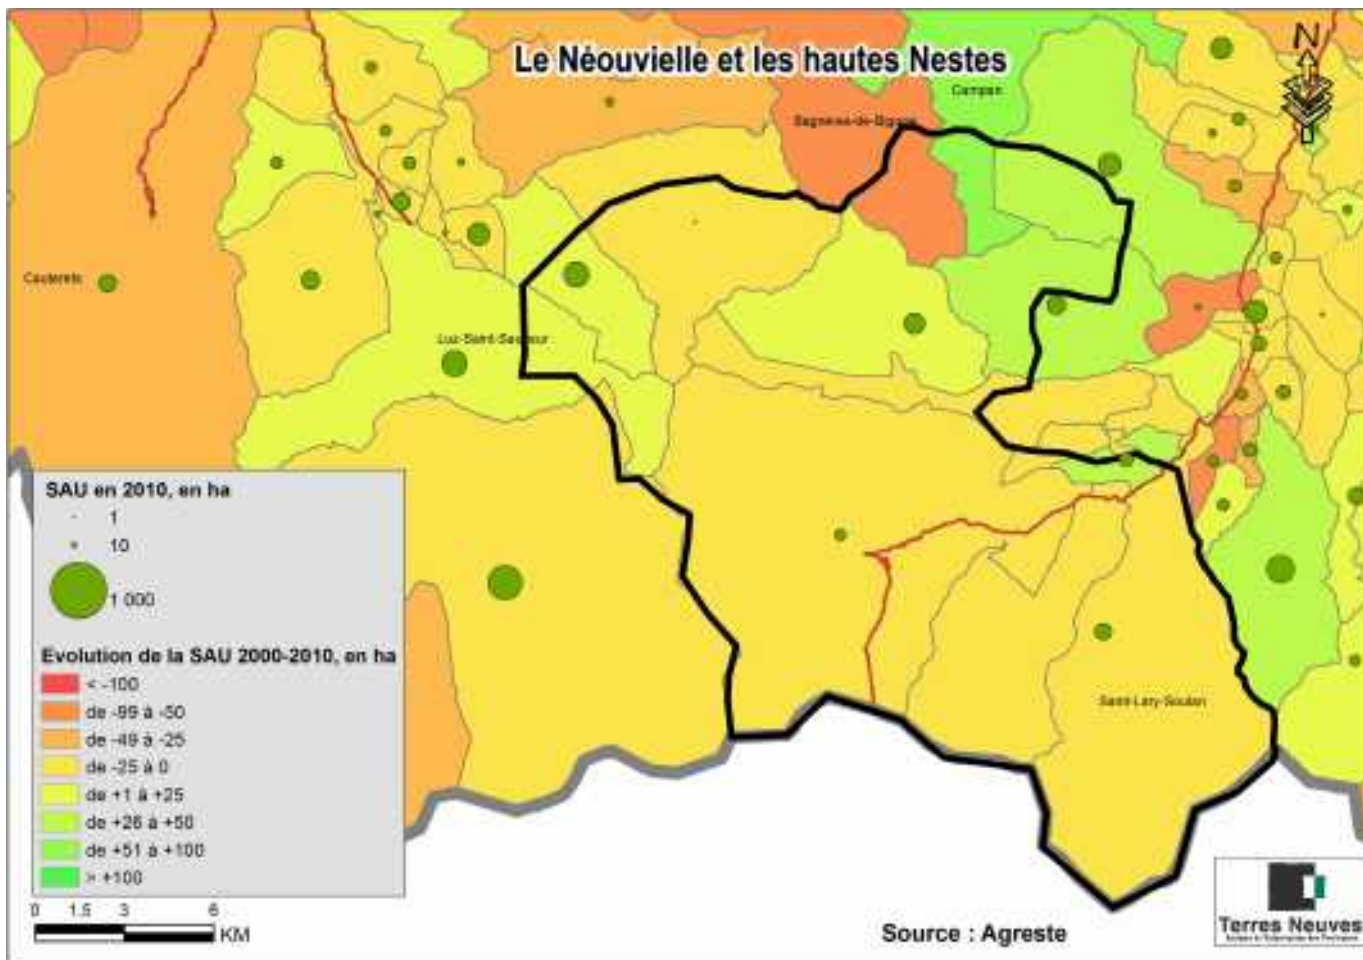 Le Néouvielle et les hautes Nestes
N
Campan
Bagnères-de-Bigorre
Cauterets
Luz-Saint-Sauveur
Saint-Lary-Soulan
SAU en 2010, en ha
1
10
1 000
Evolution de la SAU 2000-2010, en ha
< -100
de -99 à -50
de -49 à -25
de -25 à 0
de +1 à +25
de +26 à +50
de +51 à +100
> +100
0 1.5 3 6
KM
Source : Agreste
Terres Neuves